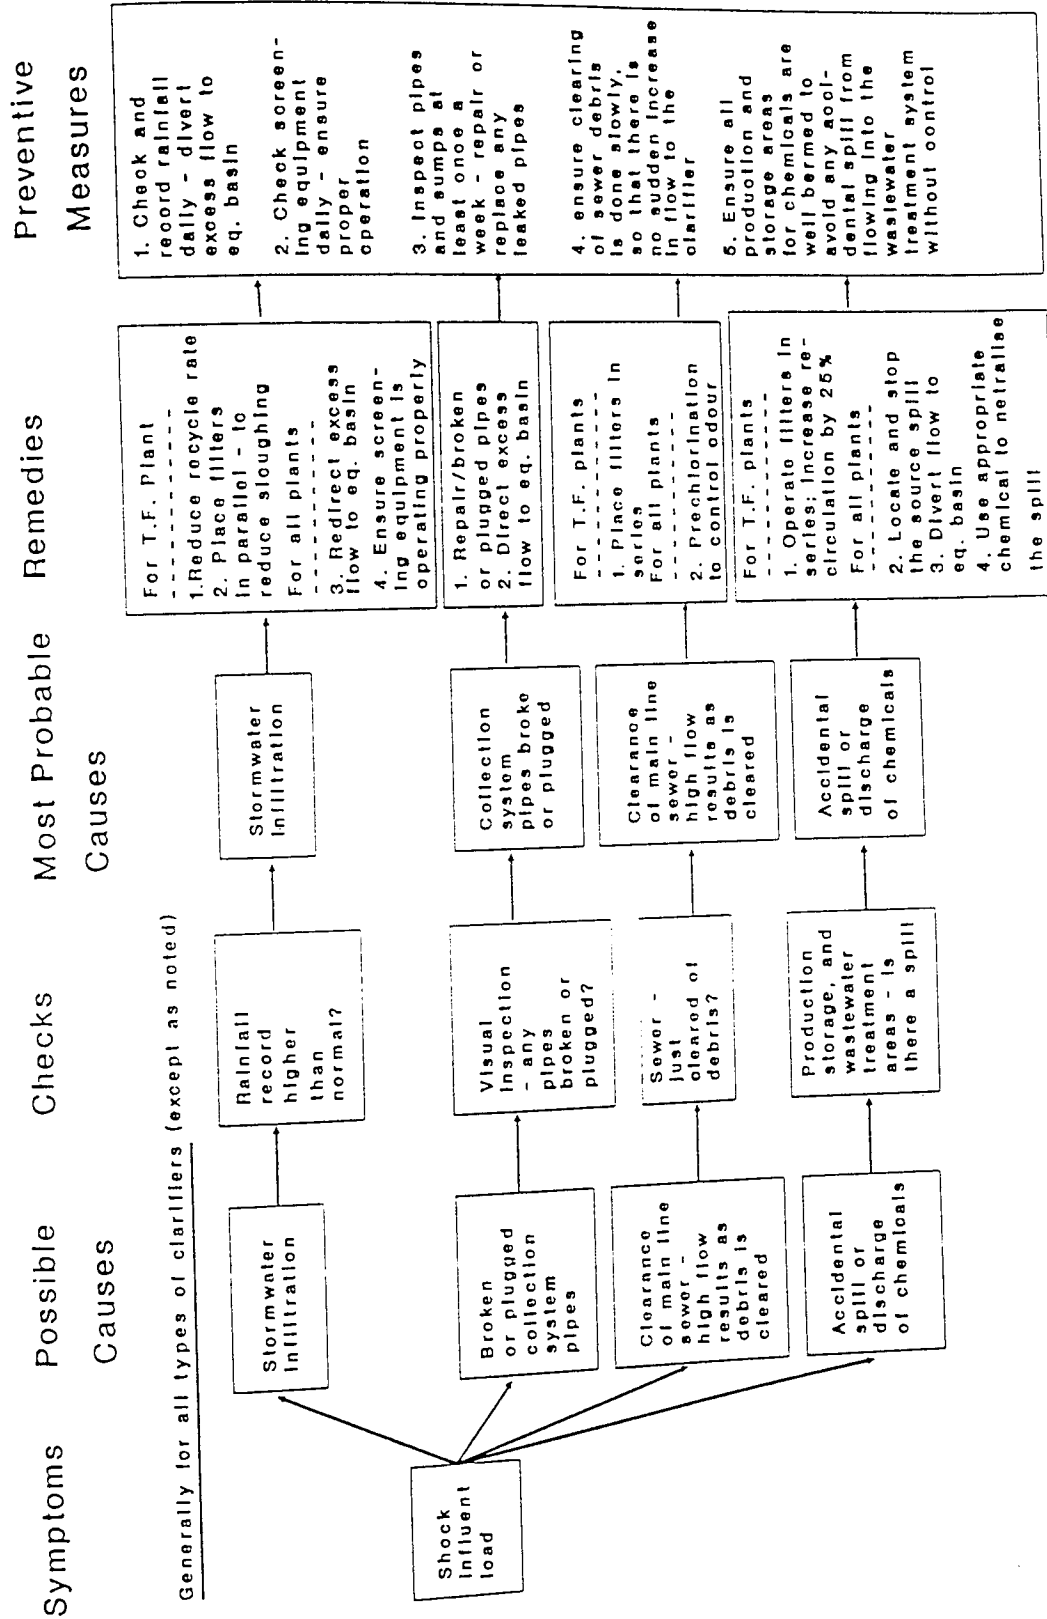 Symptoms
Possible
Causes
Checks
Most Probable
Causes
Remedies
Preventive
Measures
Generally for all types of clarifiers (except as noted)
Shock
Influent
load
Stormwater
Infiltration
Rainfall
record
higher
than
normal?
Stormwater
Infiltration
For T.F. Plant
----------
1.Reduce recycle rate
2. Place filters
in parallol - to
reduce sloughing
For all plants
----------
3. Redirect excess
flow to eq. basin
4. Ensure screen-
ing equipment is
operating properly
Broken
or plugged
collection
system
pipes
Visual
Inspection
- any
pipes
broken or
plugged?
Collection
system
pipes broke
or plugged
1. Repair/broken
or plugged pipes
2. Direct excess
flow to eq. basin
Clearance
of main line
sewer -
high flow
results as
debris is
cleared
Sewer -
just
cleared of
debris?
Clearance
of main line
sewer -
high flow
results as
debris is
cleared
For T.F. plants
----------
1. Place filters in
series
For all plants
----------
2. Prechlorination
to control odour
Accidental
spill or
discharge
of chemicals
Production
storage, and
wastewater
treatment
areas - is
there a spill
Accidental
spill or
discharge
of chemicals
For T.F. plants
----------
1. Operate filters in
series; increase re-
circulation by 25%
For all plants
----------
2. Locate and stop
the source spill
3. Divert flow to
eq. basin
4. Use appropriate
chemical to netralise
the spill
1. Check and
record rainfall
daily - divert
excess flow to
eq. basin
2. Check screen-
ing equipment
daily - ensure
proper
operation
3. Inspect pipes
and sumps at
least once a
week - repair or
replace any
leaked pipes
4. ensure clearing
of sewer debris
is done slowly,
so that there is
no sudden increase
in flow to the
clarifier
5. Ensure all
production and
storage areas
for chemicals are
well bermed to
avoid any acci-
dental spill from
flowing into the
wastewater
treatment system
without control